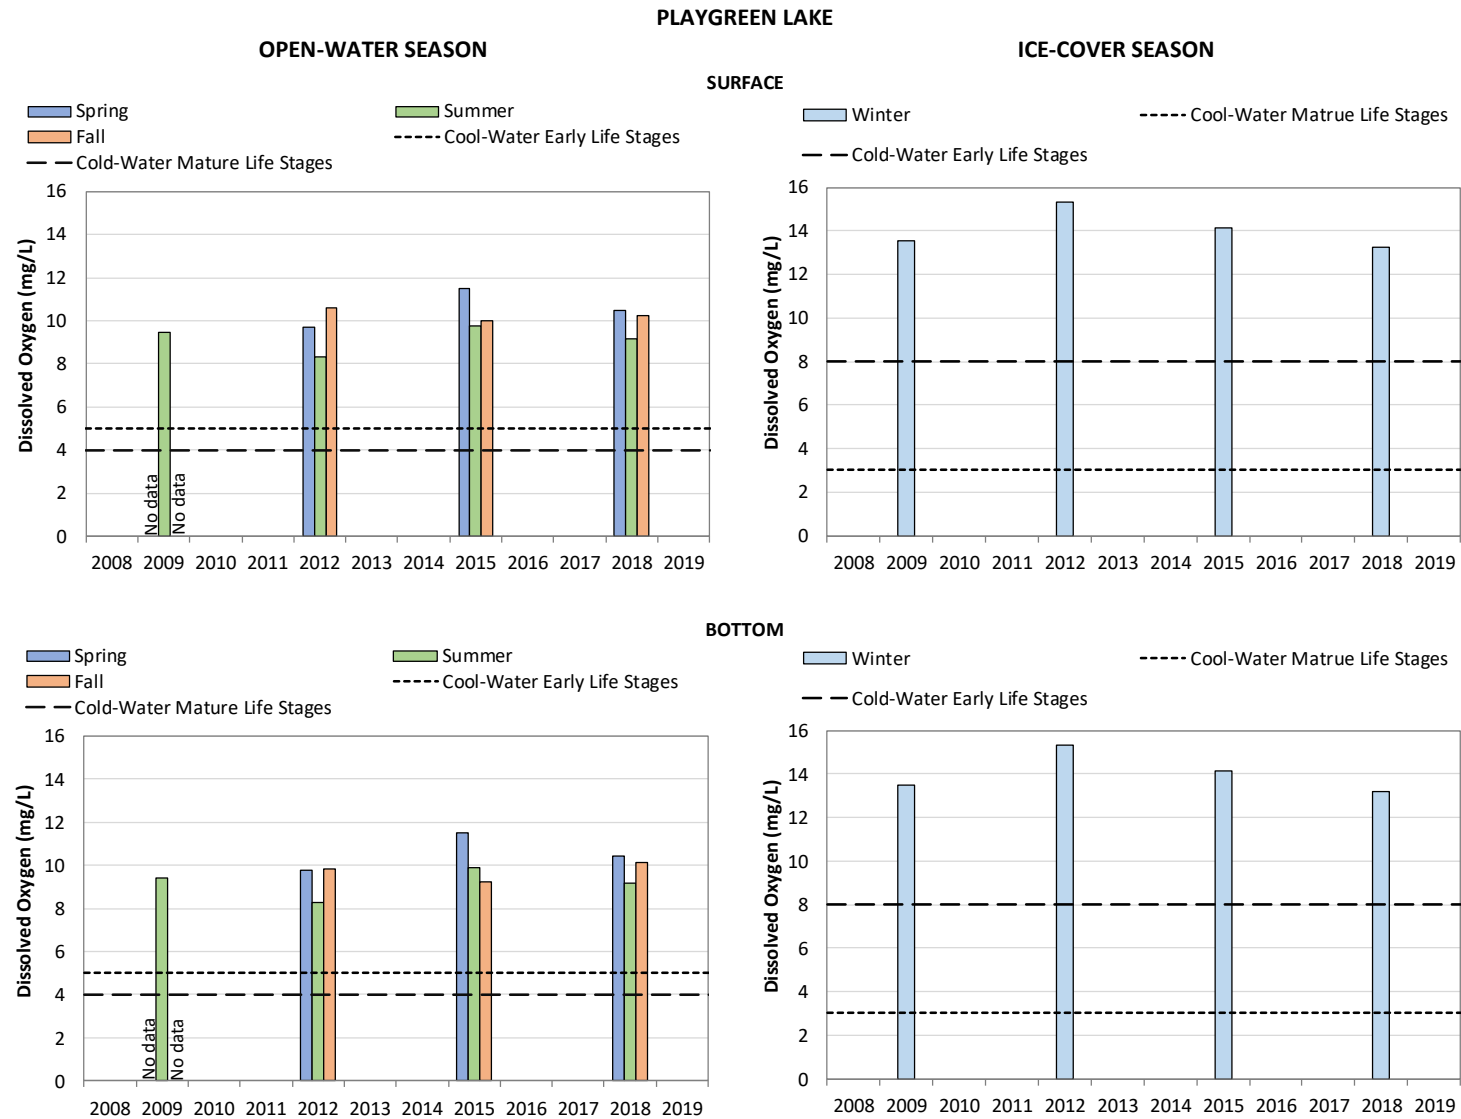 PLAYGREEN LAKE
OPEN-WATER SEASON
ICE-COVER SEASON
SURFACE
Spring
Summer
Fall
Cool-Water Early Life Stages
Cold-Water Mature Life Stages
Dissolved Oxygen (mg/L)
16
14
12
10
8
6
4
2
0
No data
No data
2008 2009 2010 2011 2012 2013 2014 2015 2016 2017 2018 2019
Winter
Cool-Water Matrue Life Stages
Cold-Water Early Life Stages
Dissolved Oxygen (mg/L)
16
14
12
10
8
6
4
2
0
2008 2009 2010 2011 2012 2013 2014 2015 2016 2017 2018 2019
BOTTOM
Spring
Summer
Fall
Cool-Water Early Life Stages
Cold-Water Mature Life Stages
Dissolved Oxygen (mg/L)
16
14
12
10
8
6
4
2
0
No data
No data
2008 2009 2010 2011 2012 2013 2014 2015 2016 2017 2018 2019
Winter
Cool-Water Matrue Life Stages
Cold-Water Early Life Stages
Dissolved Oxygen (mg/L)
16
14
12
10
8
6
4
2
0
2008 2009 2010 2011 2012 2013 2014 2015 2016 2017 2018 2019